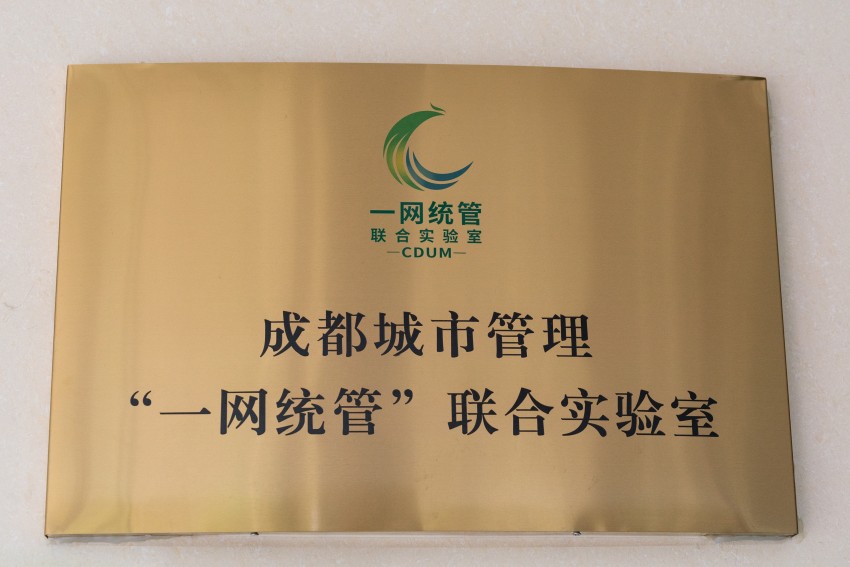 一网统管
联合实验室
—CDUM—
成都城市管理
“一网统管”联合实验室